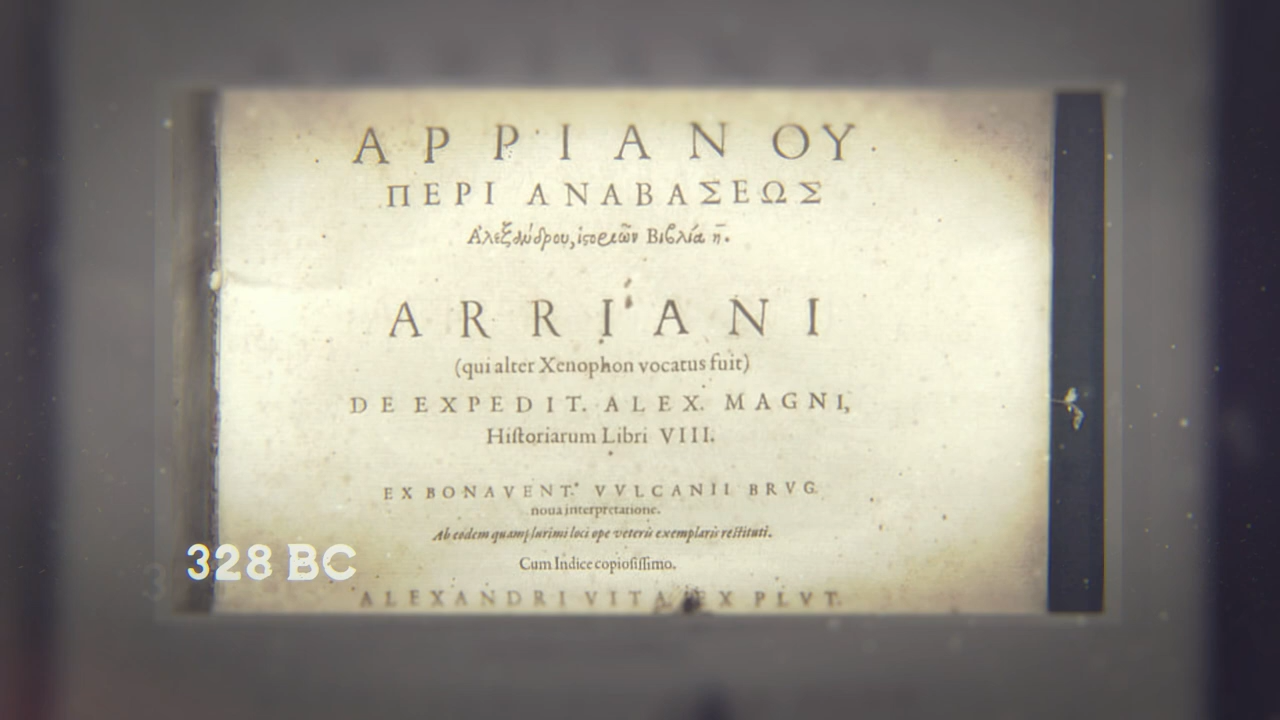 ΑΡΡΙΑΝΟΥ
ΠΕΡΙ ΑΝΑΒΑΣΕΩΣ
Ἀλεξάνδρου, ἱστοριῶν Βιβλία η̄.
ARRIANI
(qui alter Xenophon vocatus fuit)
DE EXPEDIT. ALEX. MAGNI,
Hiſtoriarum Libri VIII.
EX BONAVENT. VVLCANII BRVG.
noua interpretatione.
Ab eodem quamplurimi loci ope veteris exemplaris reſtituti.
Cum Indice copioſiſſimo.
ALEXANDRI VITA EX PLVT.
328 BC